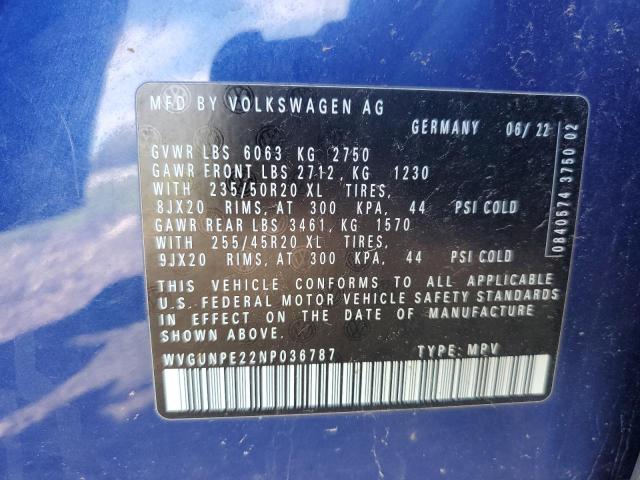 MFD BY VOLKSWAGEN AG
GERMANY 06/ 22
GVWR LBS 6063 KG 2750
GAWR FRONT LBS 2712, KG 1230
WITH 235/50R20 XL TIRES,
8JX20 RIMS, AT 300 KPA, 44 PSI COLD
GAWR REAR LBS 3461, KG 1570
WITH 255/45R20 XL TIRES,
9JX20 RIMS, AT 300 KPA, 44 PSI COLD
THIS VEHICLE CONFORMS TO ALL APPLICABLE
U.S. FEDERAL MOTOR VEHICLE SAFETY STANDARDS
IN EFFECT ON THE DATE OF MANUFACTURE
SHOWN ABOVE.
WVGUNPE22NP036787 TYPE: MPV
0840574 3750 02